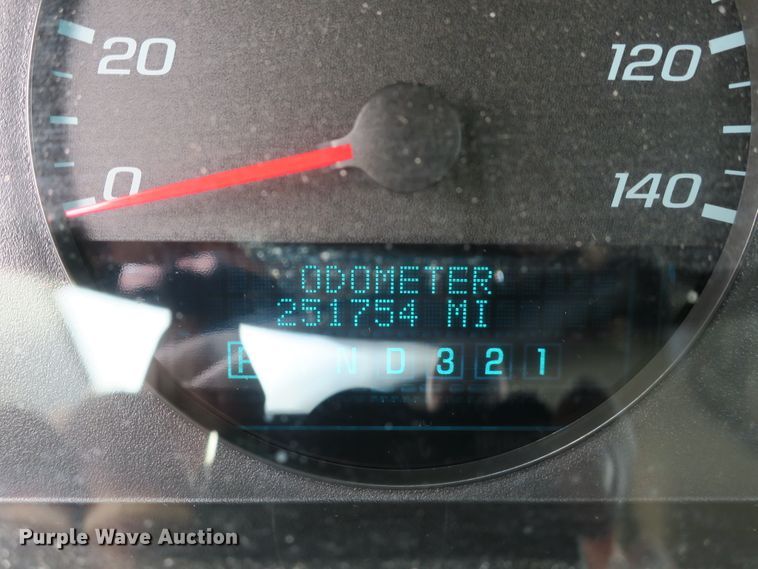 20
120
0
140
ODOMETER
251754 MI
P N D 3 2 1
Purple Wave Auction